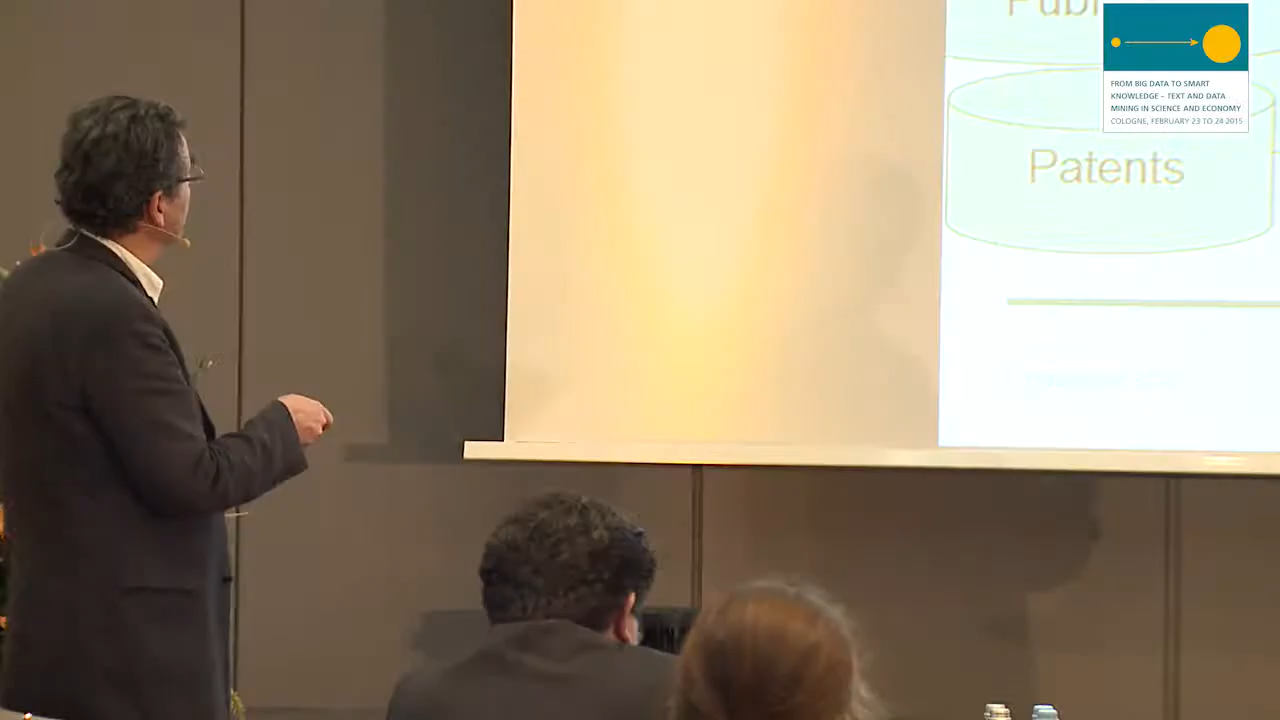 FROM BIG DATA TO SMART
KNOWLEDGE – TEXT AND DATA
MINING IN SCIENCE AND ECONOMY
COLOGNE, FEBRUARY 23 TO 24 2015
Patents